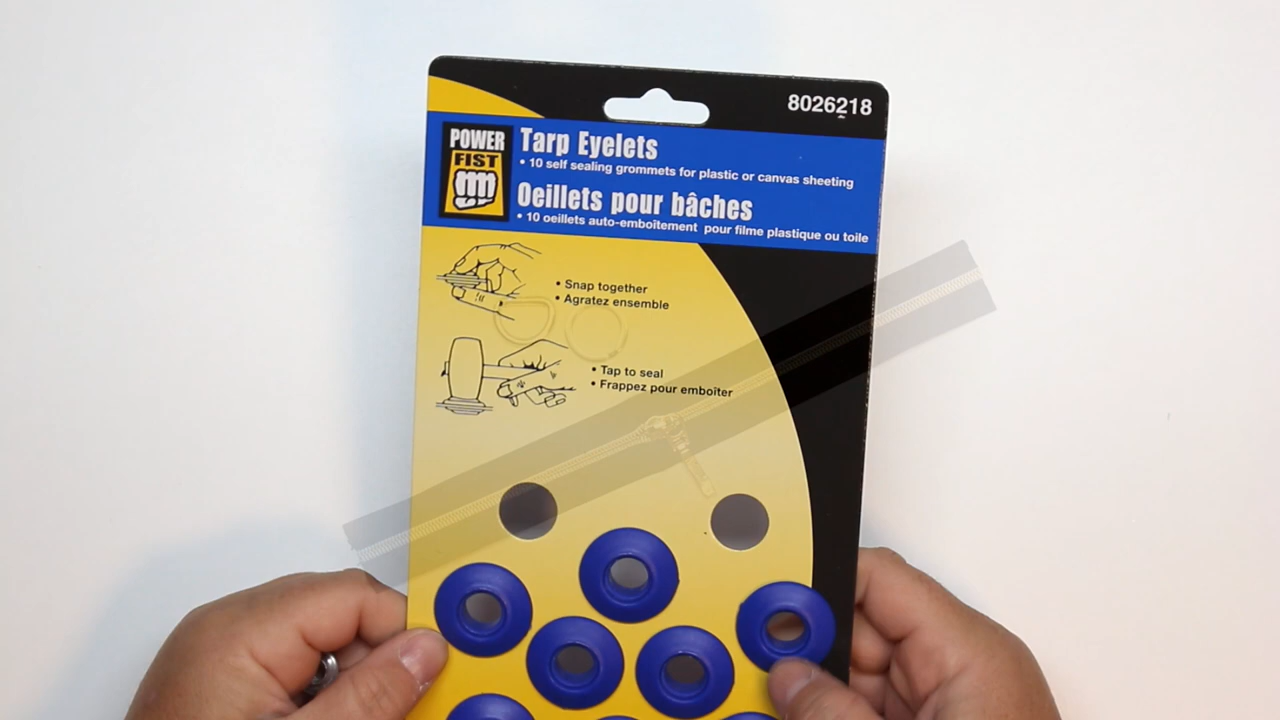 8026218
POWER
FIST
Tarp Eyelets
• 10 self sealing grommets for plastic or canvas sheeting
Oeillets pour bâches
• 10 oeillets auto-emboîtement pour filme plastique ou toile
• Snap together
• Agratez ensemble
• Tap to seal
• Frappez pour emboîter